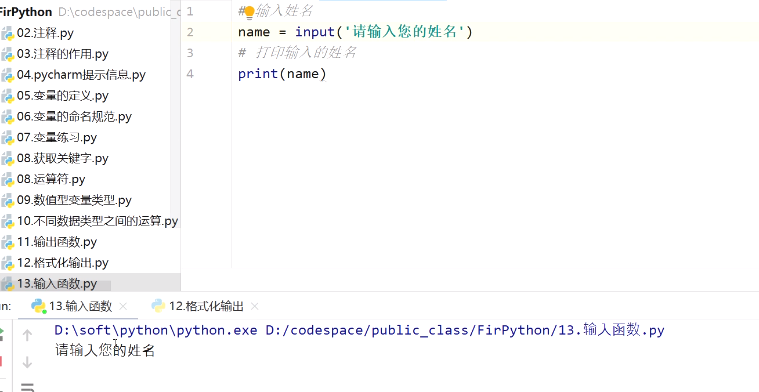 FirPython D:\codespace\public_c
02.注释.py
03.注释的作用.py
04.pycharm提示信息.py
05.变量的定义.py
06.变量的命名规范.py
07.变量练习.py
08.获取关键字.py
08.运算符.py
09.数值型变量类型.py
10.不同数据类型之间的运算.py
11.输出函数.py
12.格式化输出.py
13.输入函数.py
1 # 输入姓名
2 name = input('请输入您的姓名')
3 # 打印输入的姓名
4 print(name)
n: 13.输入函数 × 12.格式化输出 ×
D:\soft\python\python.exe D:/codespace/public_class/FirPython/13.输入函数.py
请输入您的姓名